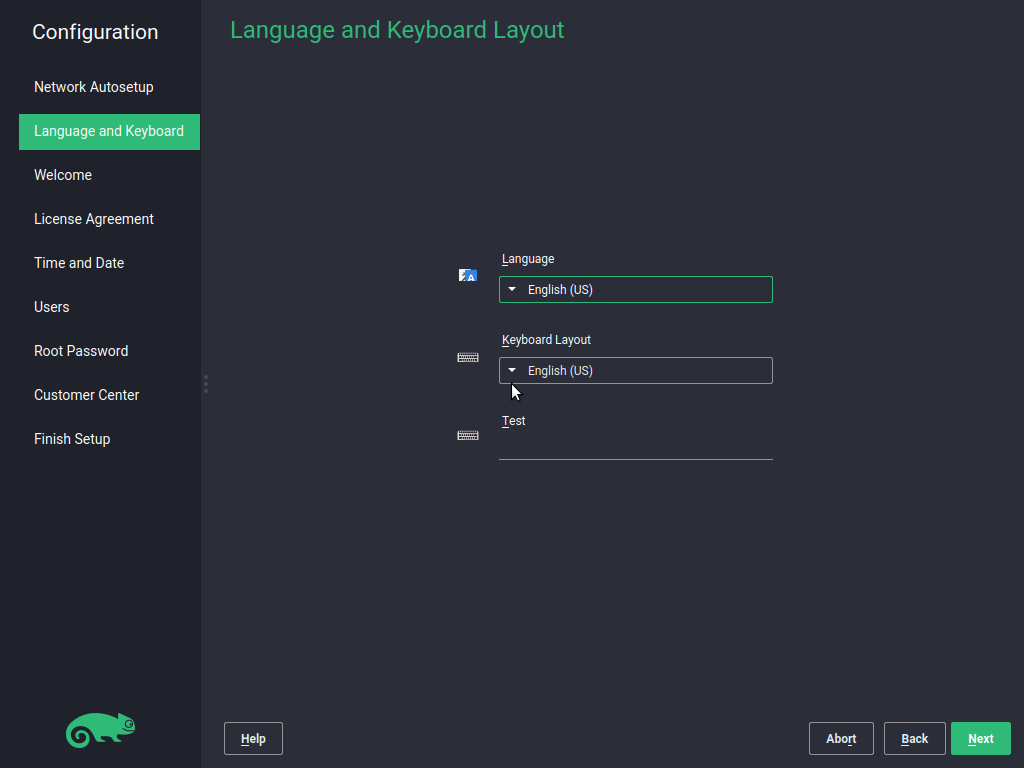 Configuration
Network Autosetup
Language and Keyboard
Welcome
License Agreement
Time and Date
Users
Root Password
Customer Center
Finish Setup
Language and Keyboard Layout
Language
English (US)
Keyboard Layout
English (US)
Test
Help
Abort
Back
Next